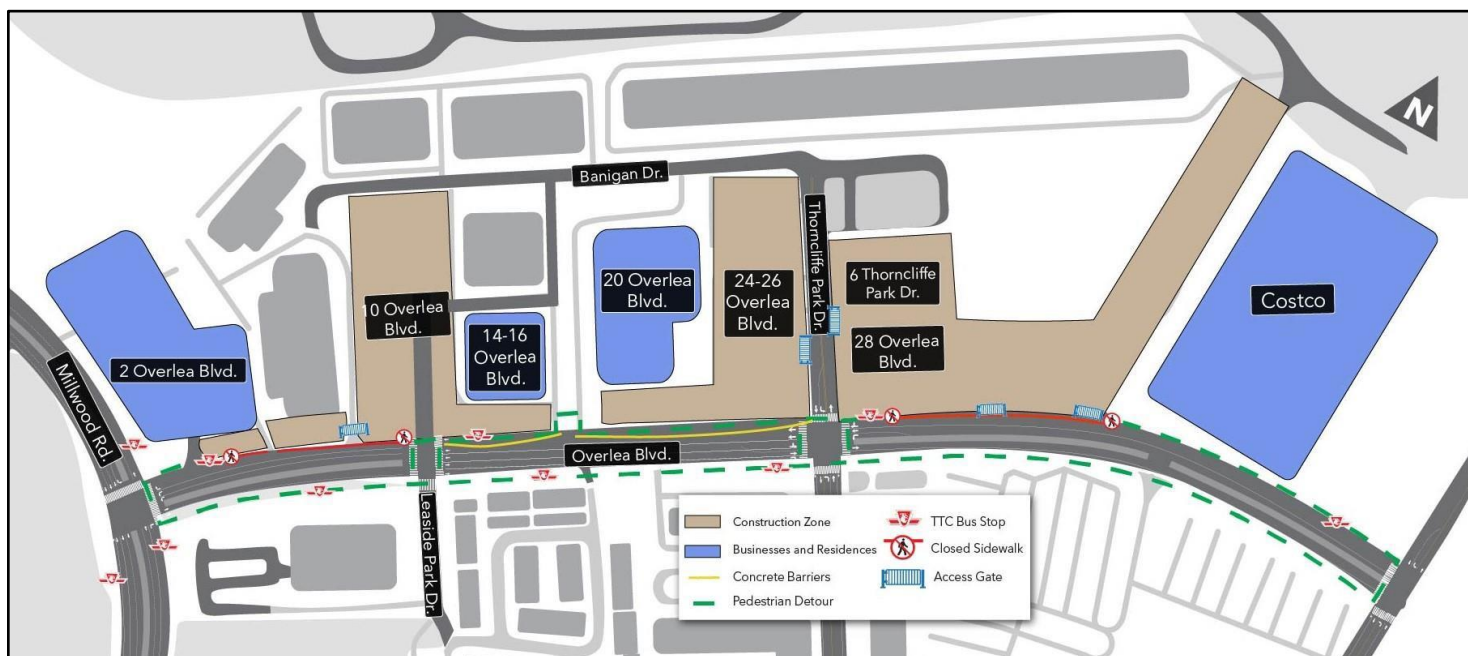 N
Banigan Dr.
Thorncliffe Park Dr.
20 Overlea
Blvd.
24-26
Overlea
Blvd.
6 Thorncliffe
Park Dr.
10 Overlea
Blvd.
28 Overlea
Blvd.
Costco
14-16
Overlea
Blvd.
2 Overlea Blvd.
Millwood Rd.
Overlea Blvd.
Leaside Park Dr.
Construction Zone
TTC Bus Stop
Businesses and Residences
Closed Sidewalk
Concrete Barriers
Access Gate
Pedestrian Detour